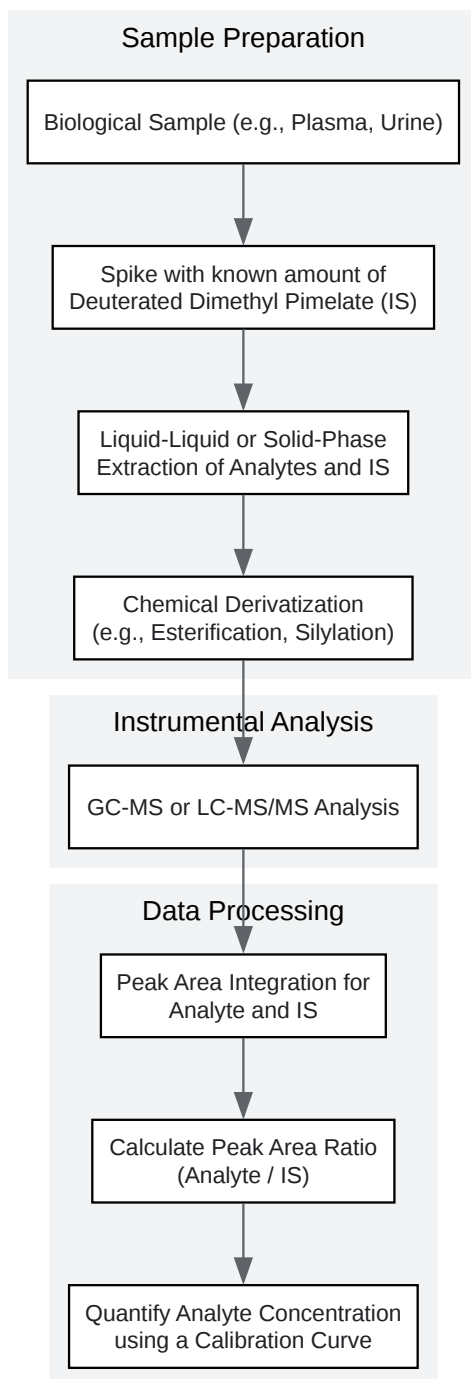 Sample Preparation
Biological Sample (e.g., Plasma, Urine)
Spike with known amount of
Deuterated Dimethyl Pimelate (IS)
Liquid-Liquid or Solid-Phase
Extraction of Analytes and IS
Chemical Derivatization
(e.g., Esterification, Silylation)
Instrumental Analysis
GC-MS or LC-MS/MS Analysis
Data Processing
Peak Area Integration for
Analyte and IS
Calculate Peak Area Ratio
(Analyte / IS)
Quantify Analyte Concentration
using a Calibration Curve